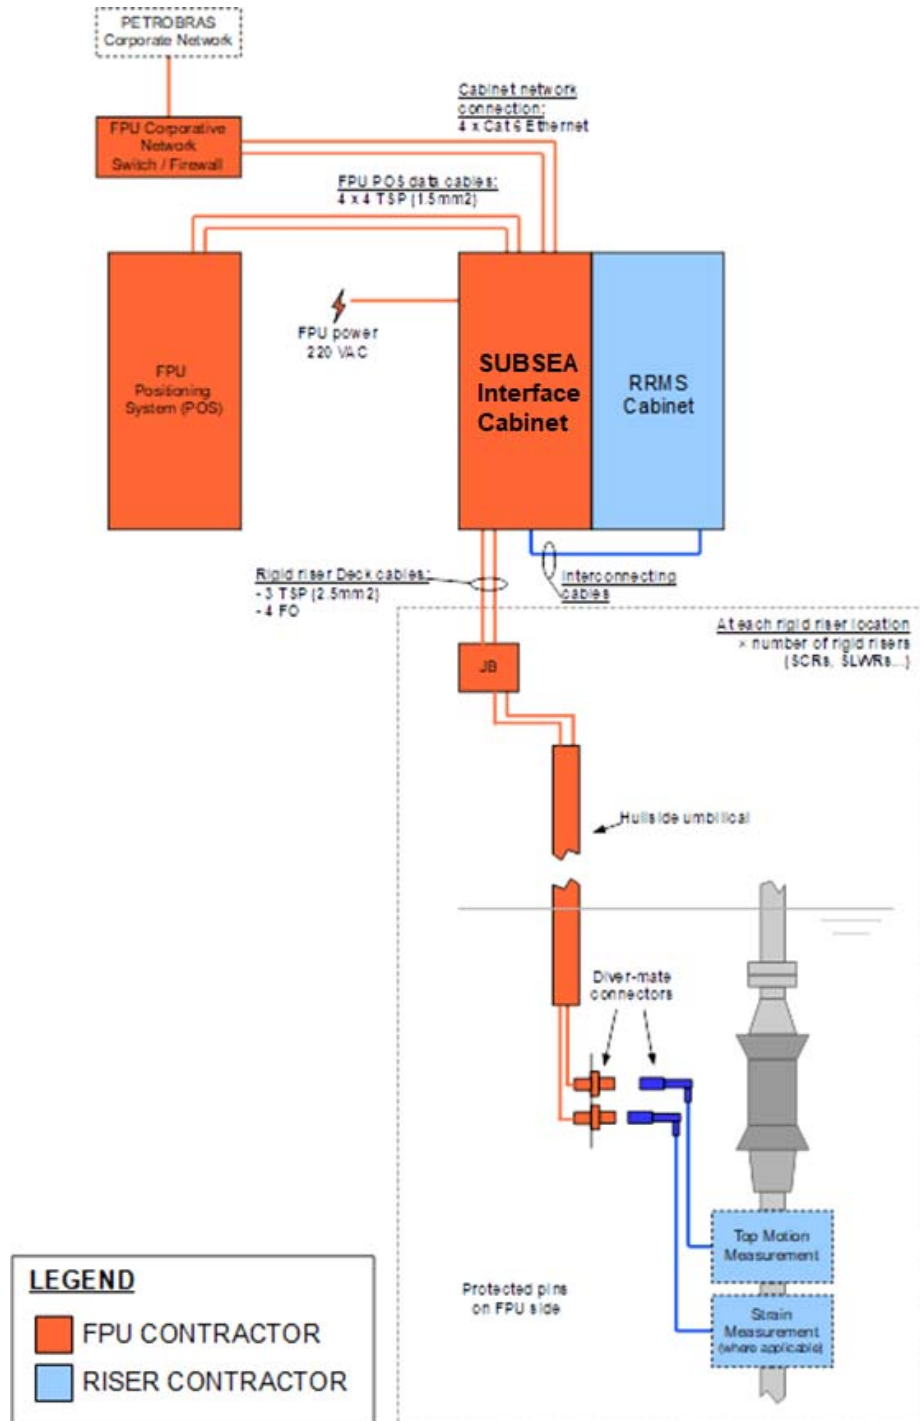 PETROBRAS
Corporate Network
Cabinet network
connection:
4 x Cat 6 Ethernet
FPU Corporative
Network
Switch / Firewall
FPU POS data cables:
4 x 4 TSP (1.5mm2)
FPU power
220 VAC
FPU
Positioning
System (POS)
SUBSEA
Interface
Cabinet
RRMS
Cabinet
Rigid riser Deck cables:
- 3 TSP (2.5mm2)
- 4 FO
Interconnecting
cables
At each rigid riser location
× number of rigid risers
(SCRs, SLWRs...)
JB
Hullside umbilical
Diver-mate
connectors
Top Motion
Measurement
Protected pins
on FPU side
Strain
Measurement
(where applicable)
LEGEND
FPU CONTRACTOR
RISER CONTRACTOR